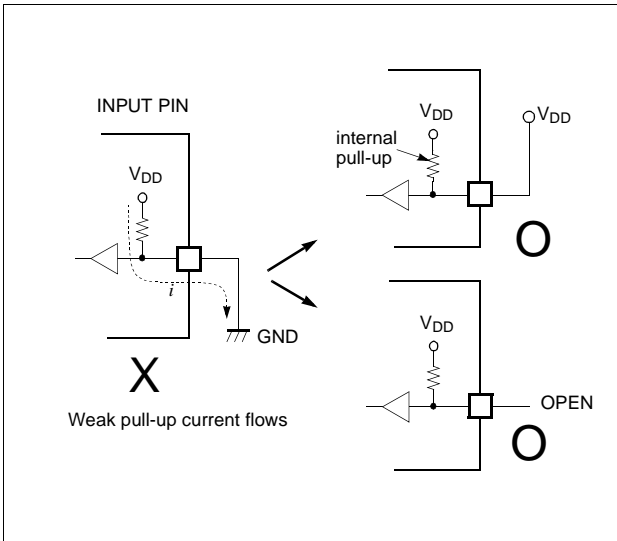 INPUT PIN
VDD
i
GND
X
Weak pull-up current flows
internal
pull-up
VDD
VDD
O
VDD
OPEN
O